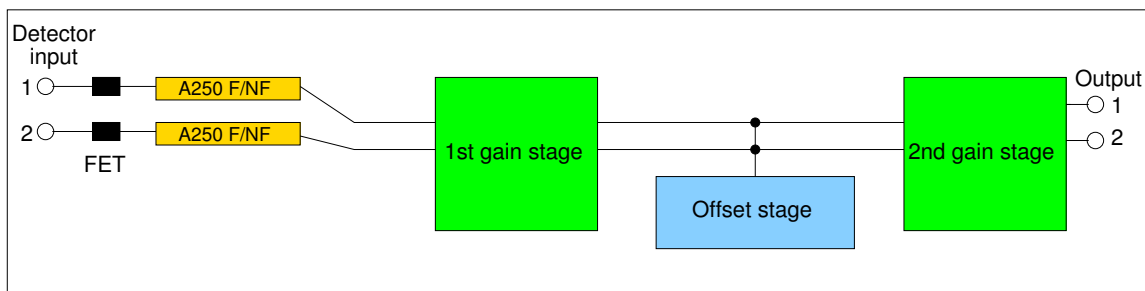 Detector
input
1
A250 F/NF
2
A250 F/NF
FET
1st gain stage
Offset stage
2nd gain stage
Output
1
2